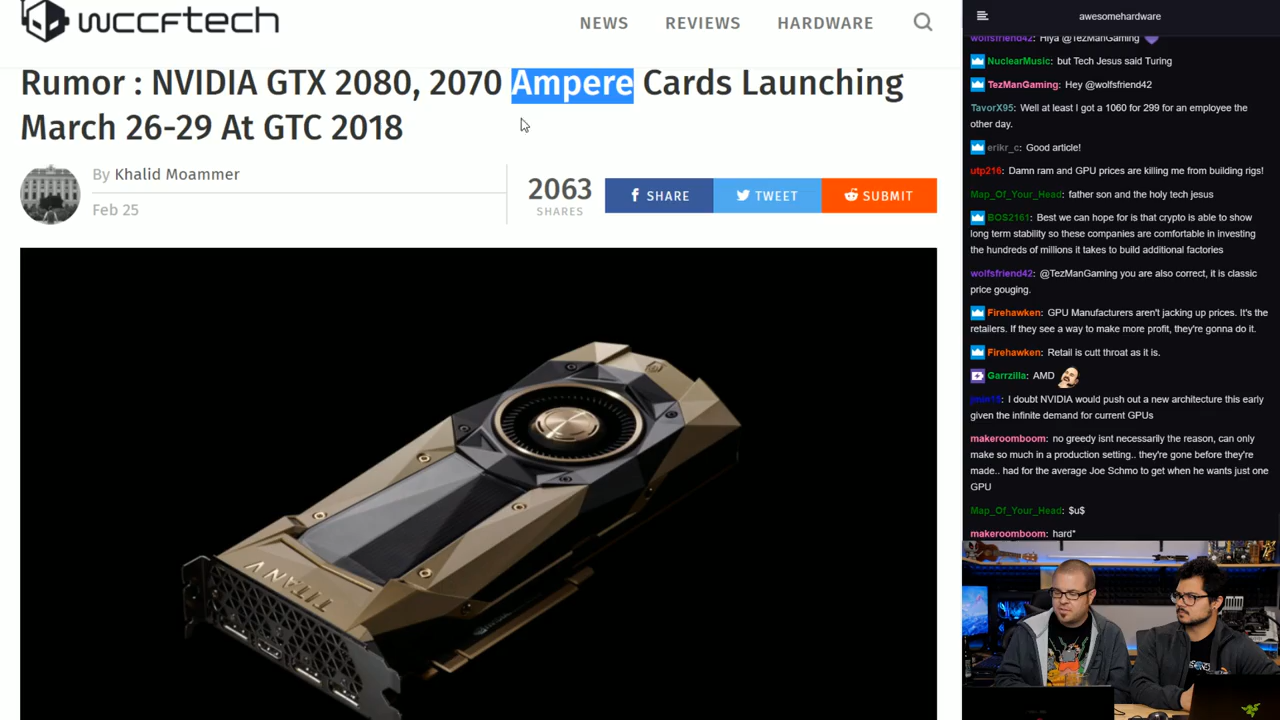 wccftech
NEWS
REVIEWS
HARDWARE
Rumor : NVIDIA GTX 2080, 2070 Ampere Cards Launching
March 26-29 At GTC 2018
By Khalid Moammer
Feb 25
2063
SHARES
SHARE
TWEET
SUBMIT
TITAN V
awesomehardware
wolfsfriend42: Hiya @TezManGaming
NuclearMusic: but Tech Jesus said Turing
TezManGaming: Hey @wolfsfriend42
TavorX95: Well at least I got a 1060 for 299 for an employee the
other day.
erikr_c: Good article!
utp216: Damn ram and GPU prices are killing me from building rigs!
Map_Of_Your_Head: father son and the holy tech jesus
BOS2161: Best we can hope for is that crypto is able to show
long term stability so these companies are comfortable in investing
the hundreds of millions it takes to build additional factories
wolfsfriend42: @TezManGaming you are also correct, it is classic
price gouging.
Firehawken: GPU Manufacturers aren't jacking up prices. It's the
retailers. If they see a way to make more profit, they're gonna do it.
Firehawken: Retail is cutt throat as it is.
Garrzilla: AMD
: I doubt NVIDIA would push out a new architecture this early
given the infinite demand for current GPUs
makeroomboom: no greedy isnt necessarily the reason, can only
make so much in a production setting.. they're gone before they're
made.. had for the average Joe Schmo to get when he wants just one
GPU
Map_Of_Your_Head: $u$
makeroomboom: hard*